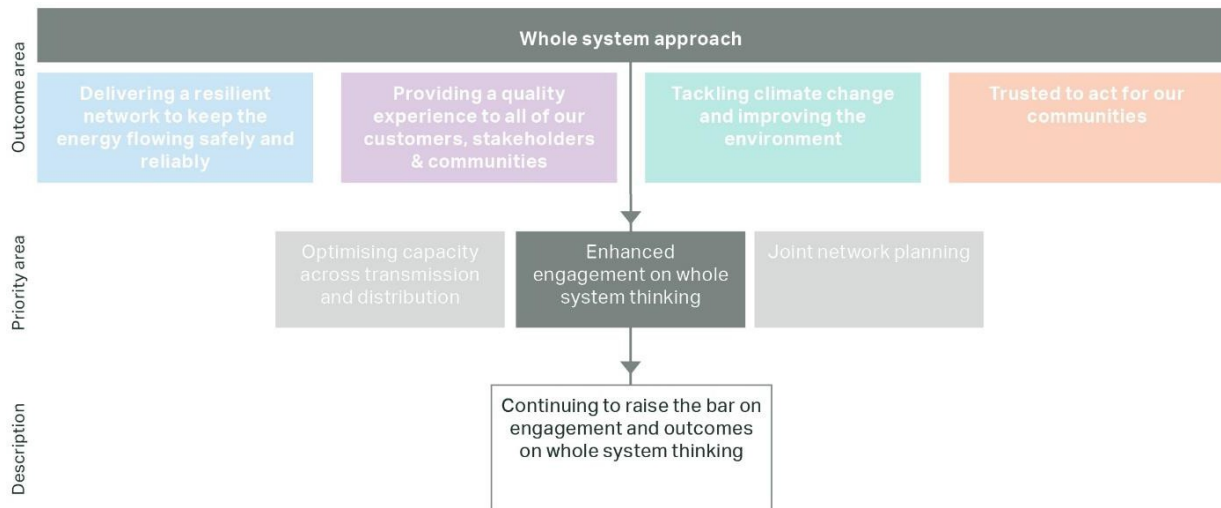 Outcome area
Whole system approach
Delivering a resilient
network to keep the
energy flowing safely and
reliably
Providing a quality
experience to all of our
customers, stakeholders
& communities
Tackling climate change
and improving the
environment
Trusted to act for our
communities
Priority area
Optimising capacity
across transmission
and distribution
Enhanced
engagement on whole
system thinking
Joint network planning
Description
Continuing to raise the bar on
engagement and outcomes
on whole system thinking